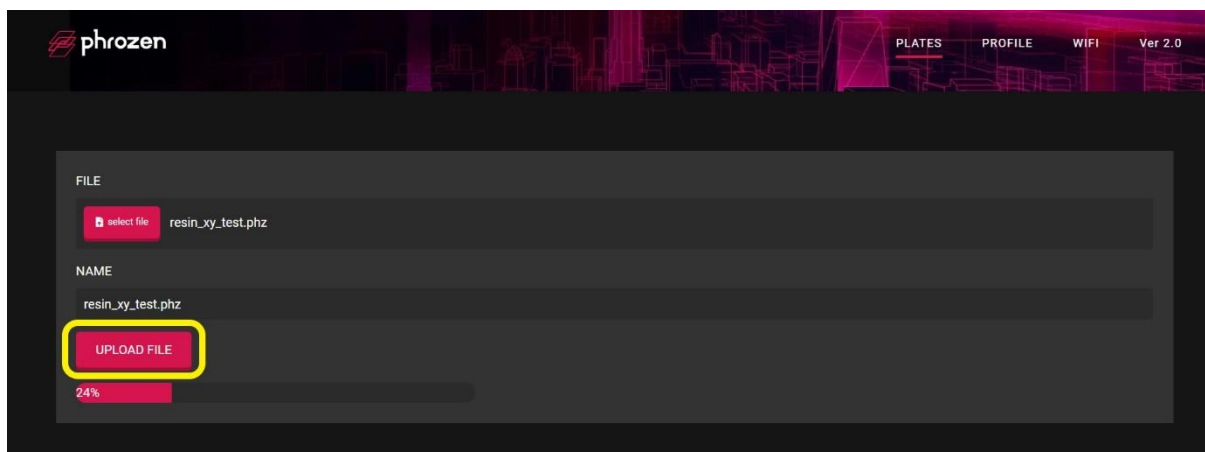 phrozen
PLATES PROFILE WIFI Ver 2.0
FILE
select file resin_xy_test.phz
NAME
resin_xy_test.phz
UPLOAD FILE
24%